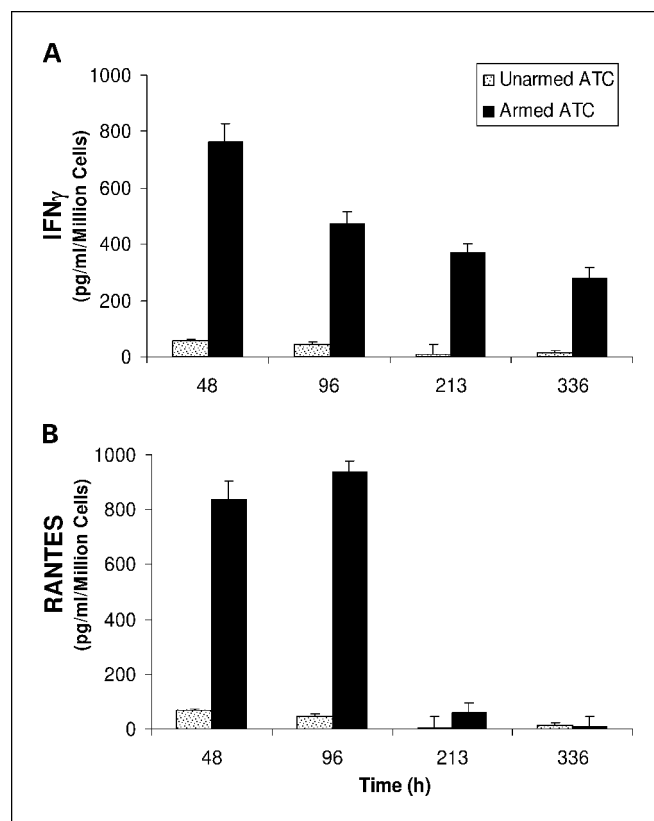 A
Unarmed ATC
Armed ATC
IFNγ
(pg/ml/Million Cells)
1000
800
600
400
200
0
48 96 213 336
B
RANTES
(pg/ml/Million Cells)
1000
800
600
400
200
0
48 96 213 336
Time (h)